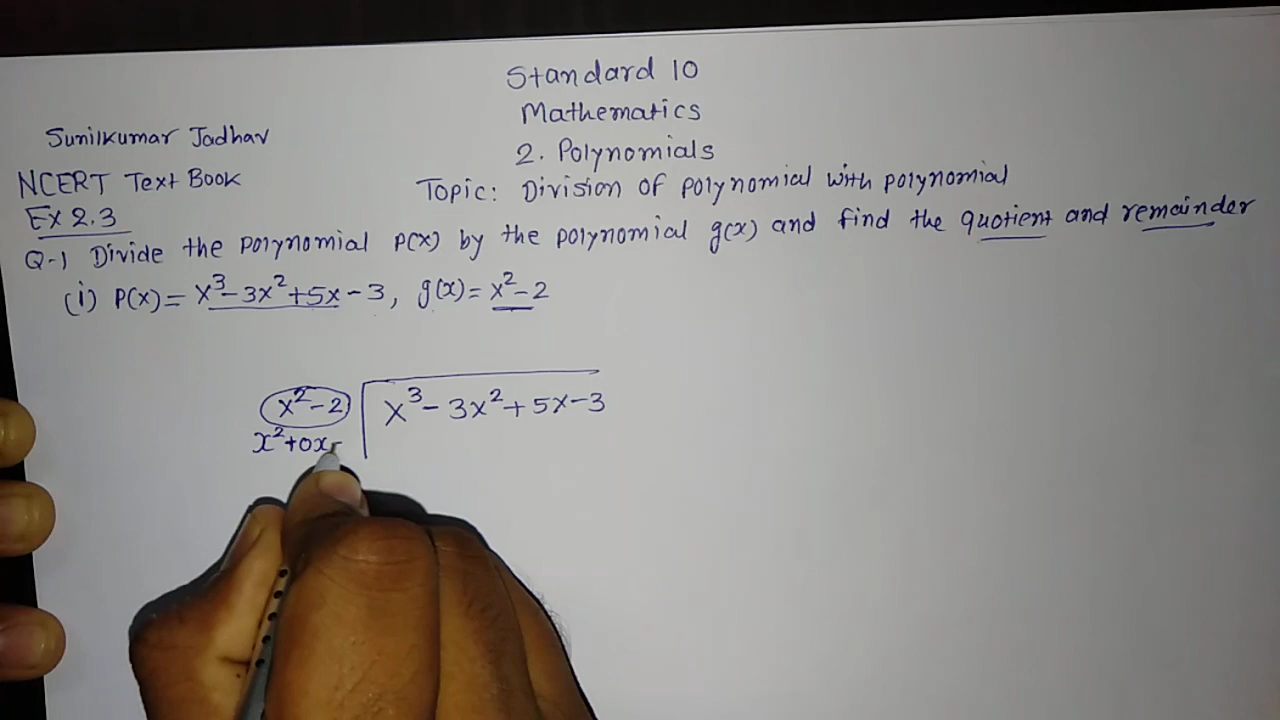 Standard 10
Mathematics
Sunilkumar Jadhav
2. Polynomials
NCERT Text Book
Topic: Division of polynomial with polynomial
Ex 2.3
Q-1 Divide the polynomial p(x) by the polynomial g(x) and find the quotient and remainder
(i) P(x) = x³ - 3x² + 5x - 3, g(x) = x² - 2
x² - 2 x³ - 3x² + 5x - 3
x² + 0x -